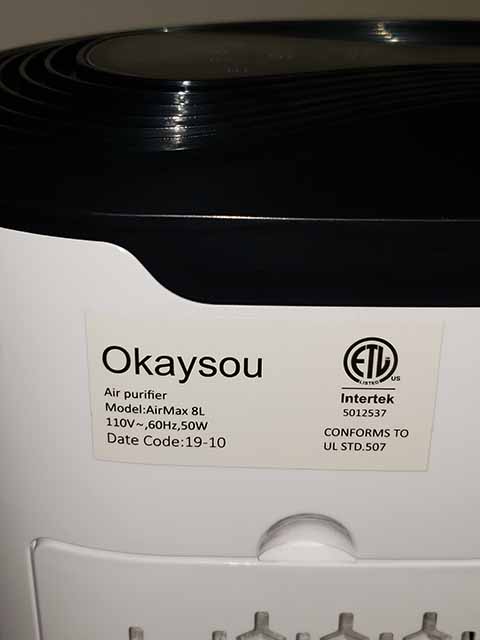 Okaysou
Air purifier
Model:AirMax 8L
110V~,60Hz,50W
Date Code:19-10
ETL
LISTED
US
Intertek
5012537
CONFORMS TO
UL STD.507